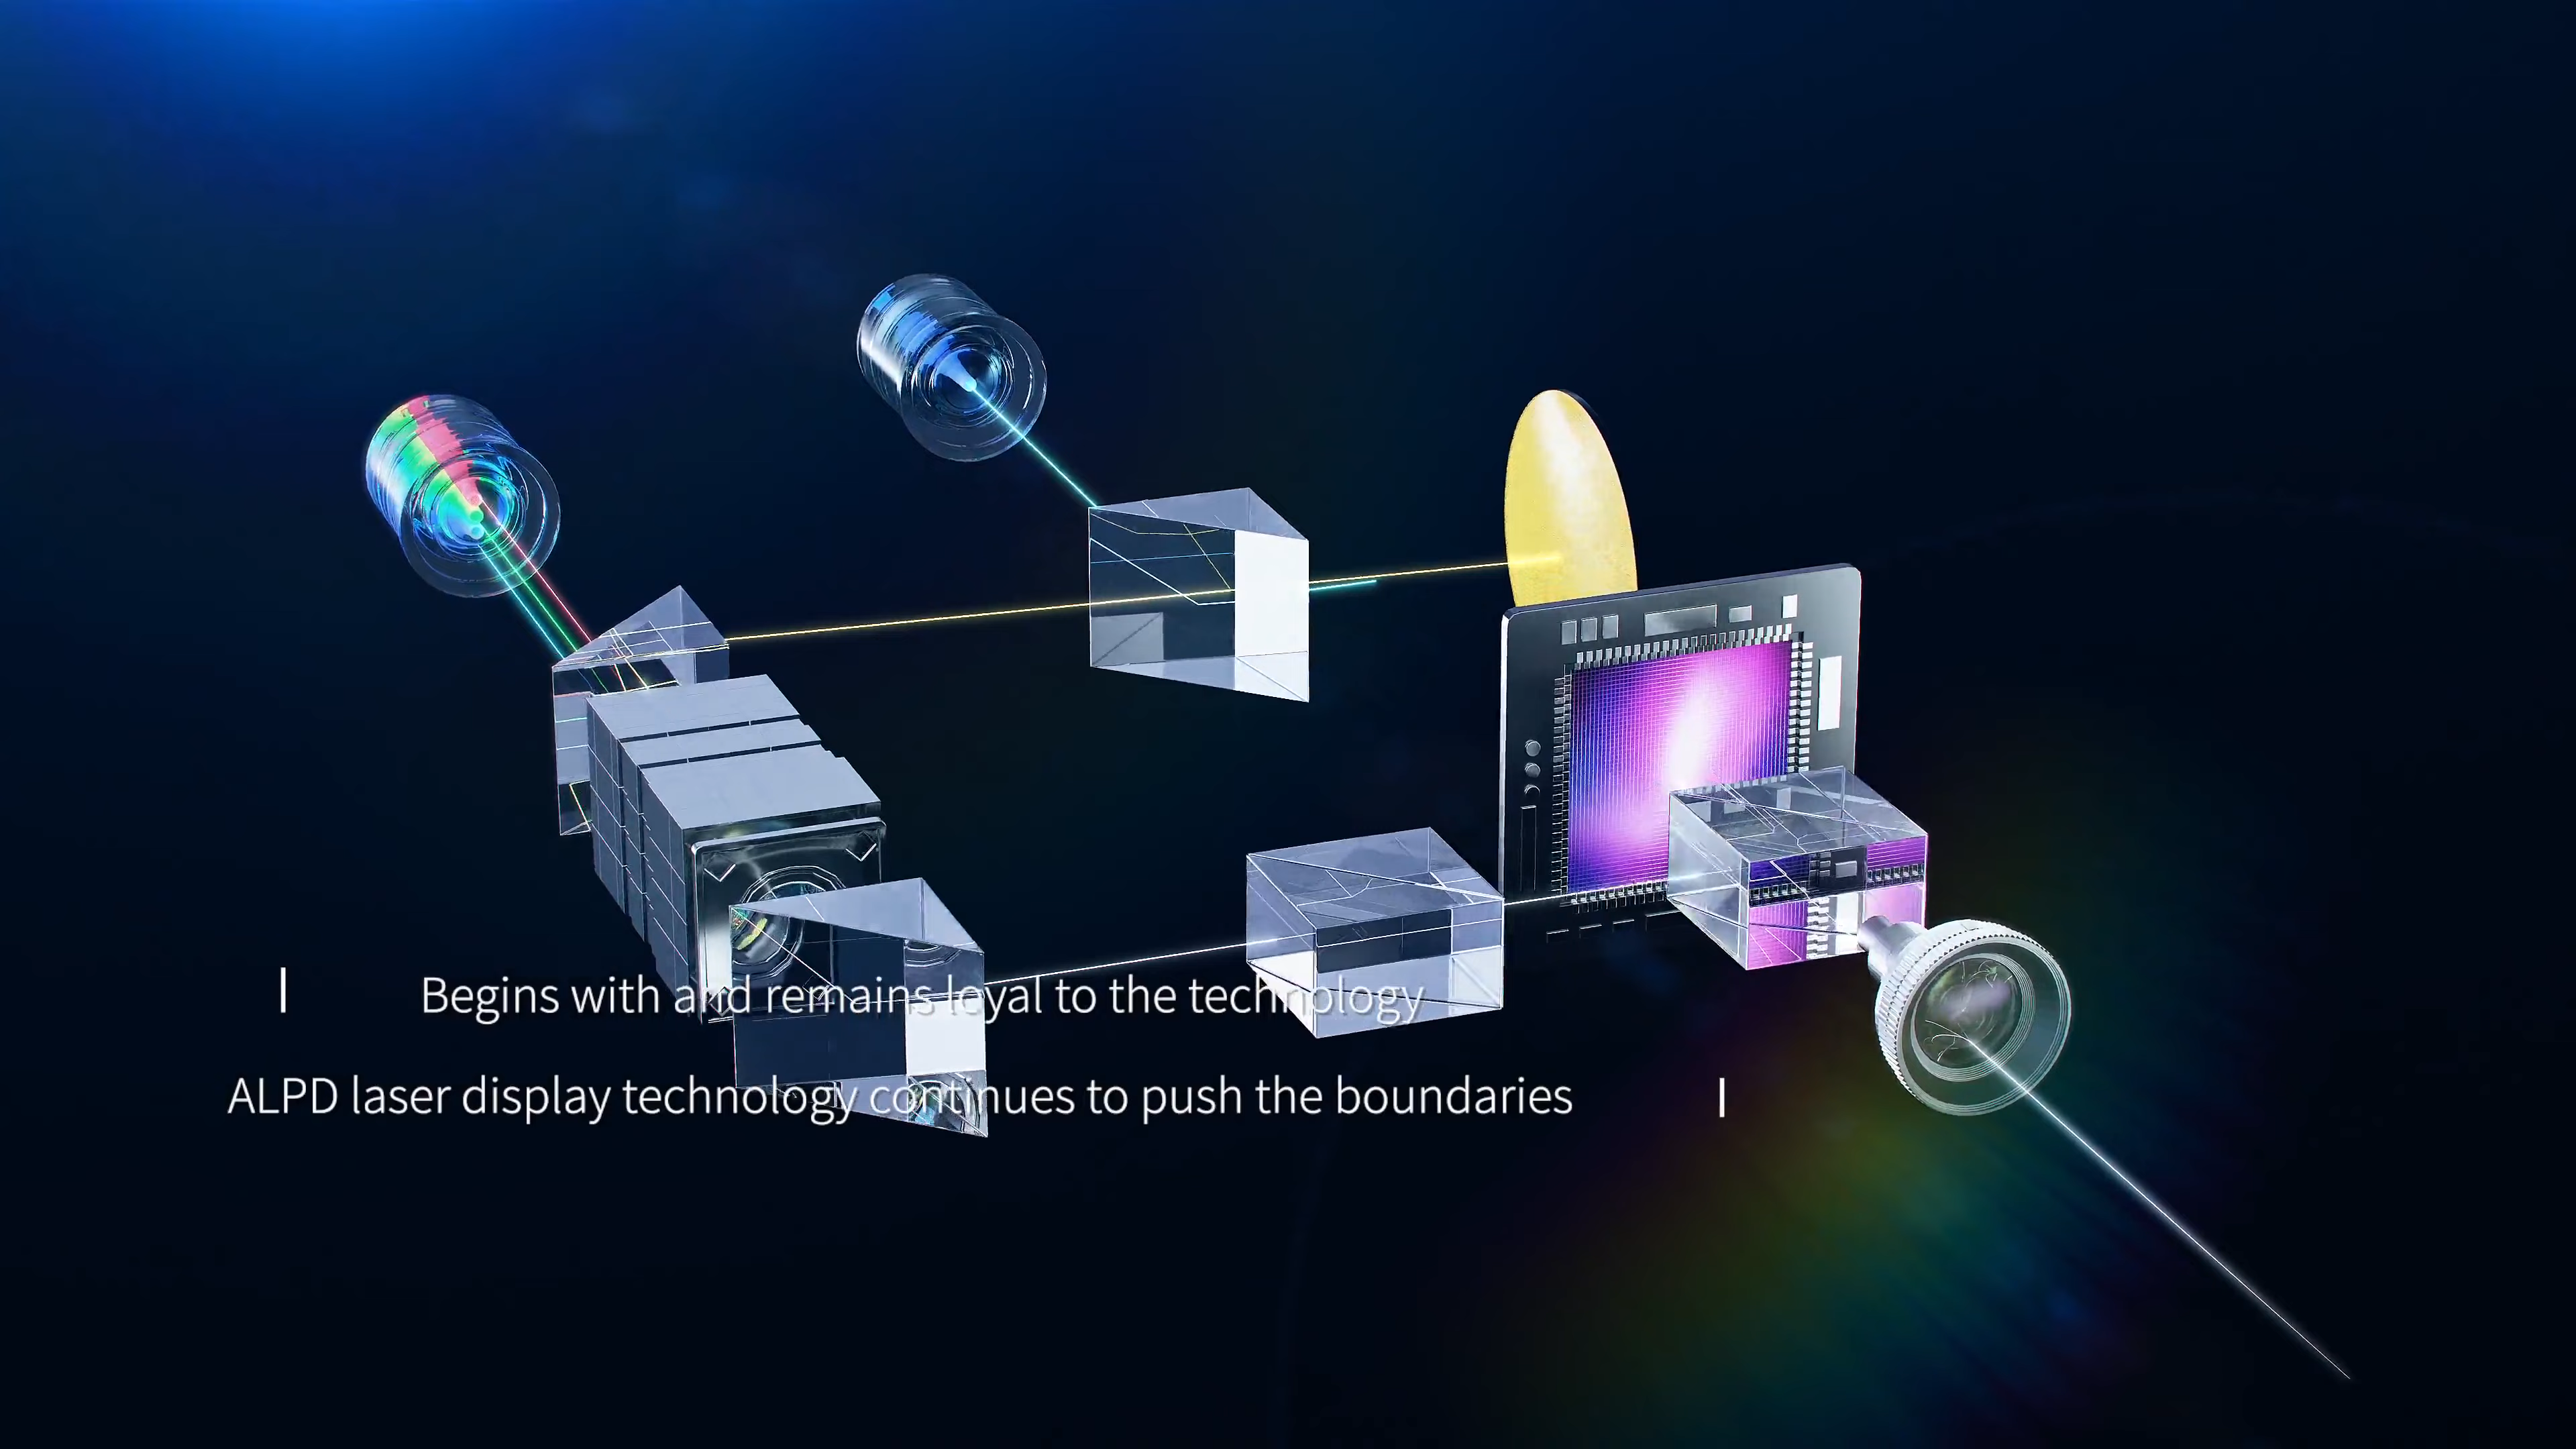 Begins with and remains loyal to the technology
ALPD laser display technology continues to push the boundaries